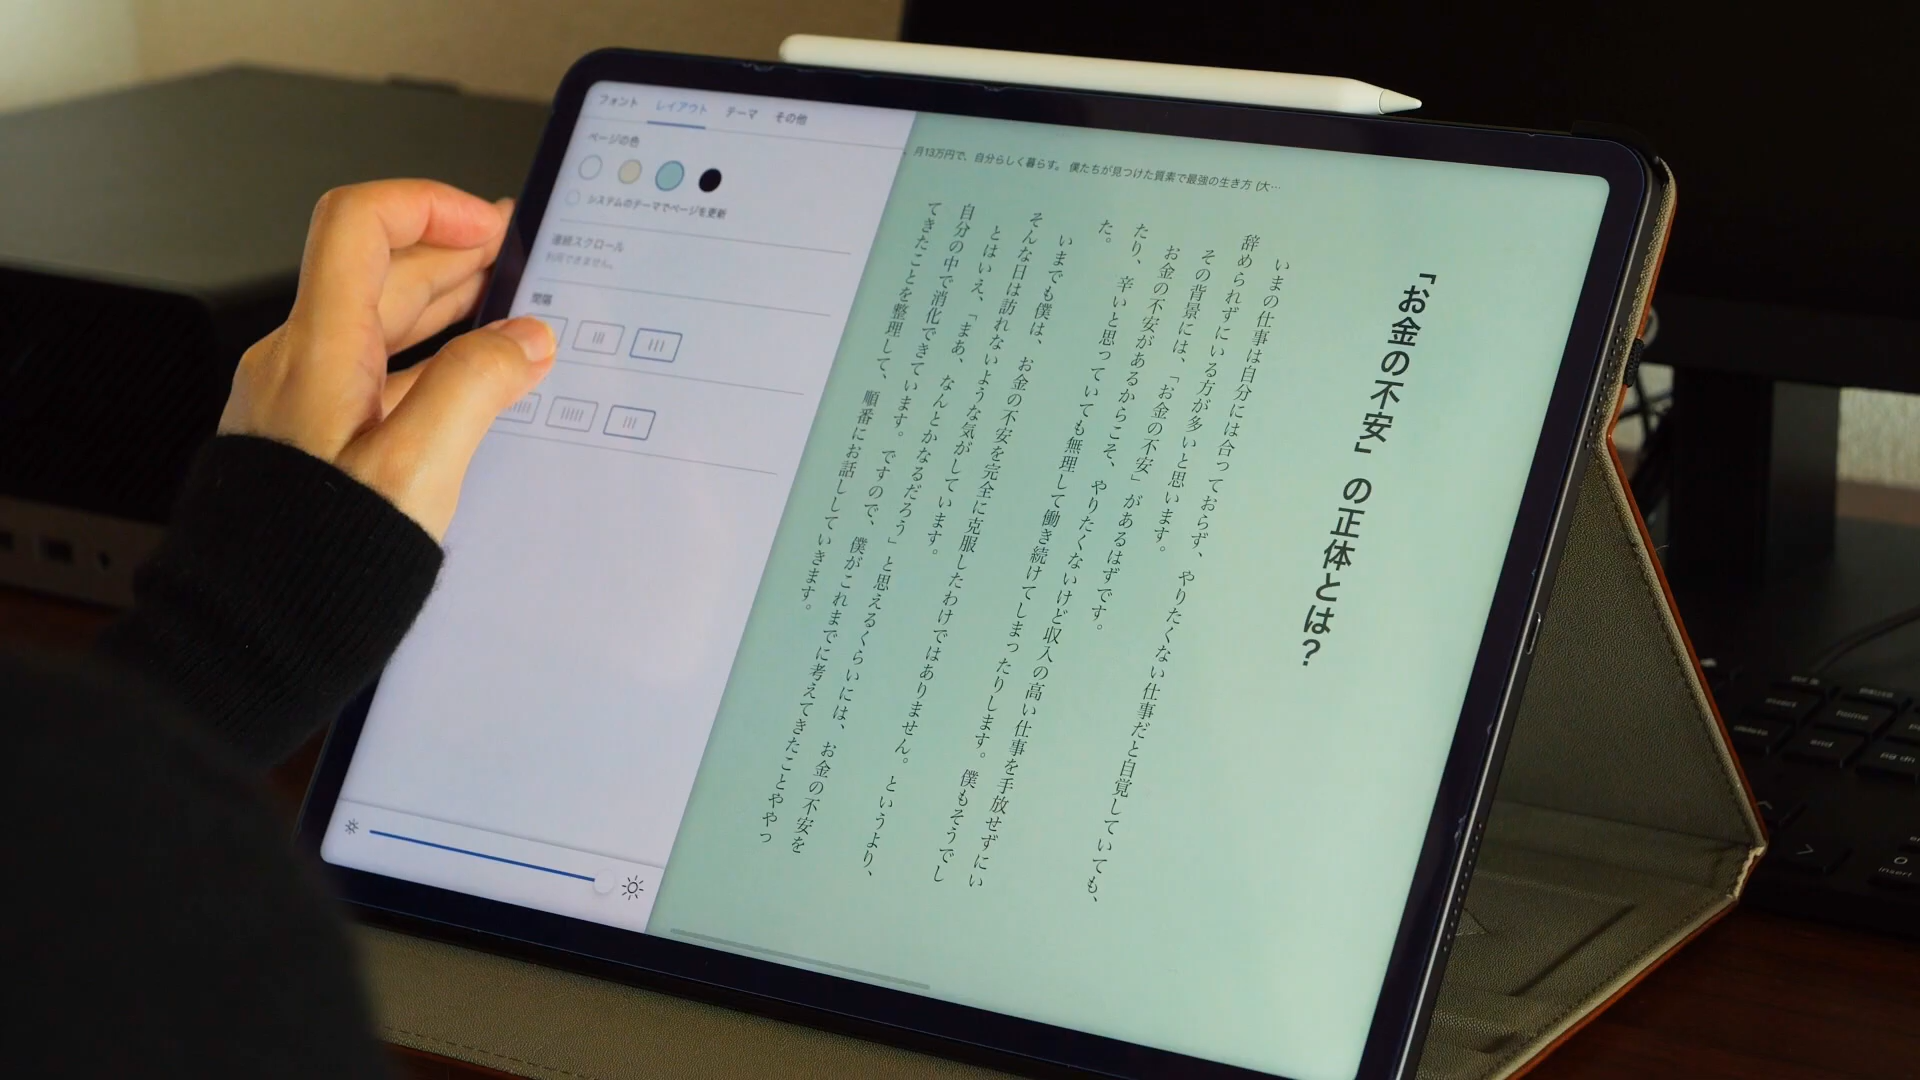 フォント
レイアウト
テーマ
その他
ページの色
システムのテーマでページを更新
連続スクロール
利用できません。
間隔
月13万円で、自分らしく暮らす。 僕たちが見つけた質素で最強の生き方 (大…
「お金の不安」の正体とは?
いまの仕事は自分には合っておらず、やりたくない仕事だと自覚していても、
辞められずにいる方が多いと思います。
その背景には、「お金の不安」があるはずです。
お金の不安があるからこそ、やりたくないけど収入の高い仕事を手放せずにい
たり、辛いと思っていても無理して働き続けてしまったりします。僕もそうでし
た。
いまでも僕は、お金の不安を完全に克服したわけではありません。というより、
そんな日は訪れないような気がしています。
とはいえ、「まあ、なんとかなるだろう」と思えるくらいには、お金の不安を
自分の中で消化できています。ですので、僕がこれまでに考えてきたことややっ
てきたことを整理して、順番にお話ししていきます。
home
end
delete
insert
pg dn